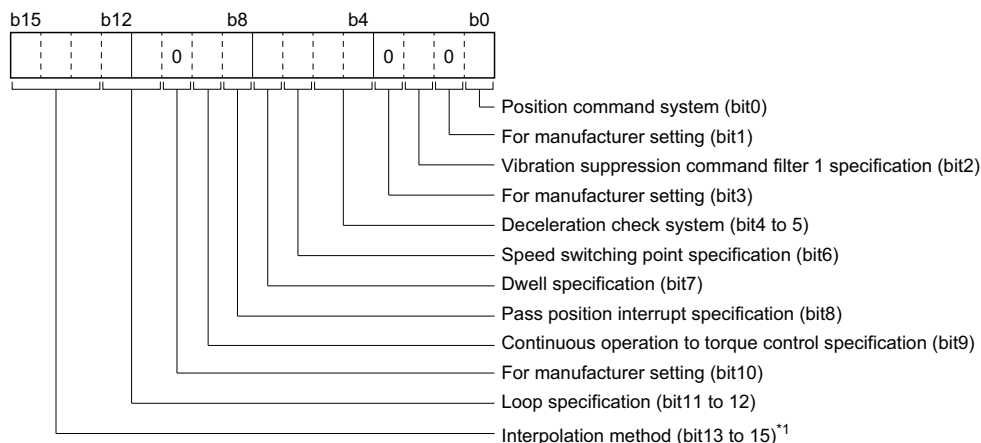 b15 b12 b8 b4 b0
0 0 0
Position command system (bit0)
For manufacturer setting (bit1)
Vibration suppression command filter 1 specification (bit2)
For manufacturer setting (bit3)
Deceleration check system (bit4 to 5)
Speed switching point specification (bit6)
Dwell specification (bit7)
Pass position interrupt specification (bit8)
Continuous operation to torque control specification (bit9)
For manufacturer setting (bit10)
Loop specification (bit11 to 12)
Interpolation method (bit13 to 15)*1